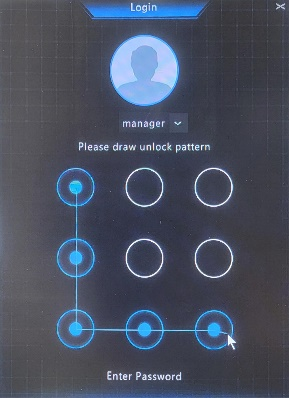 Login
manager
Please draw unlock pattern
Enter Password